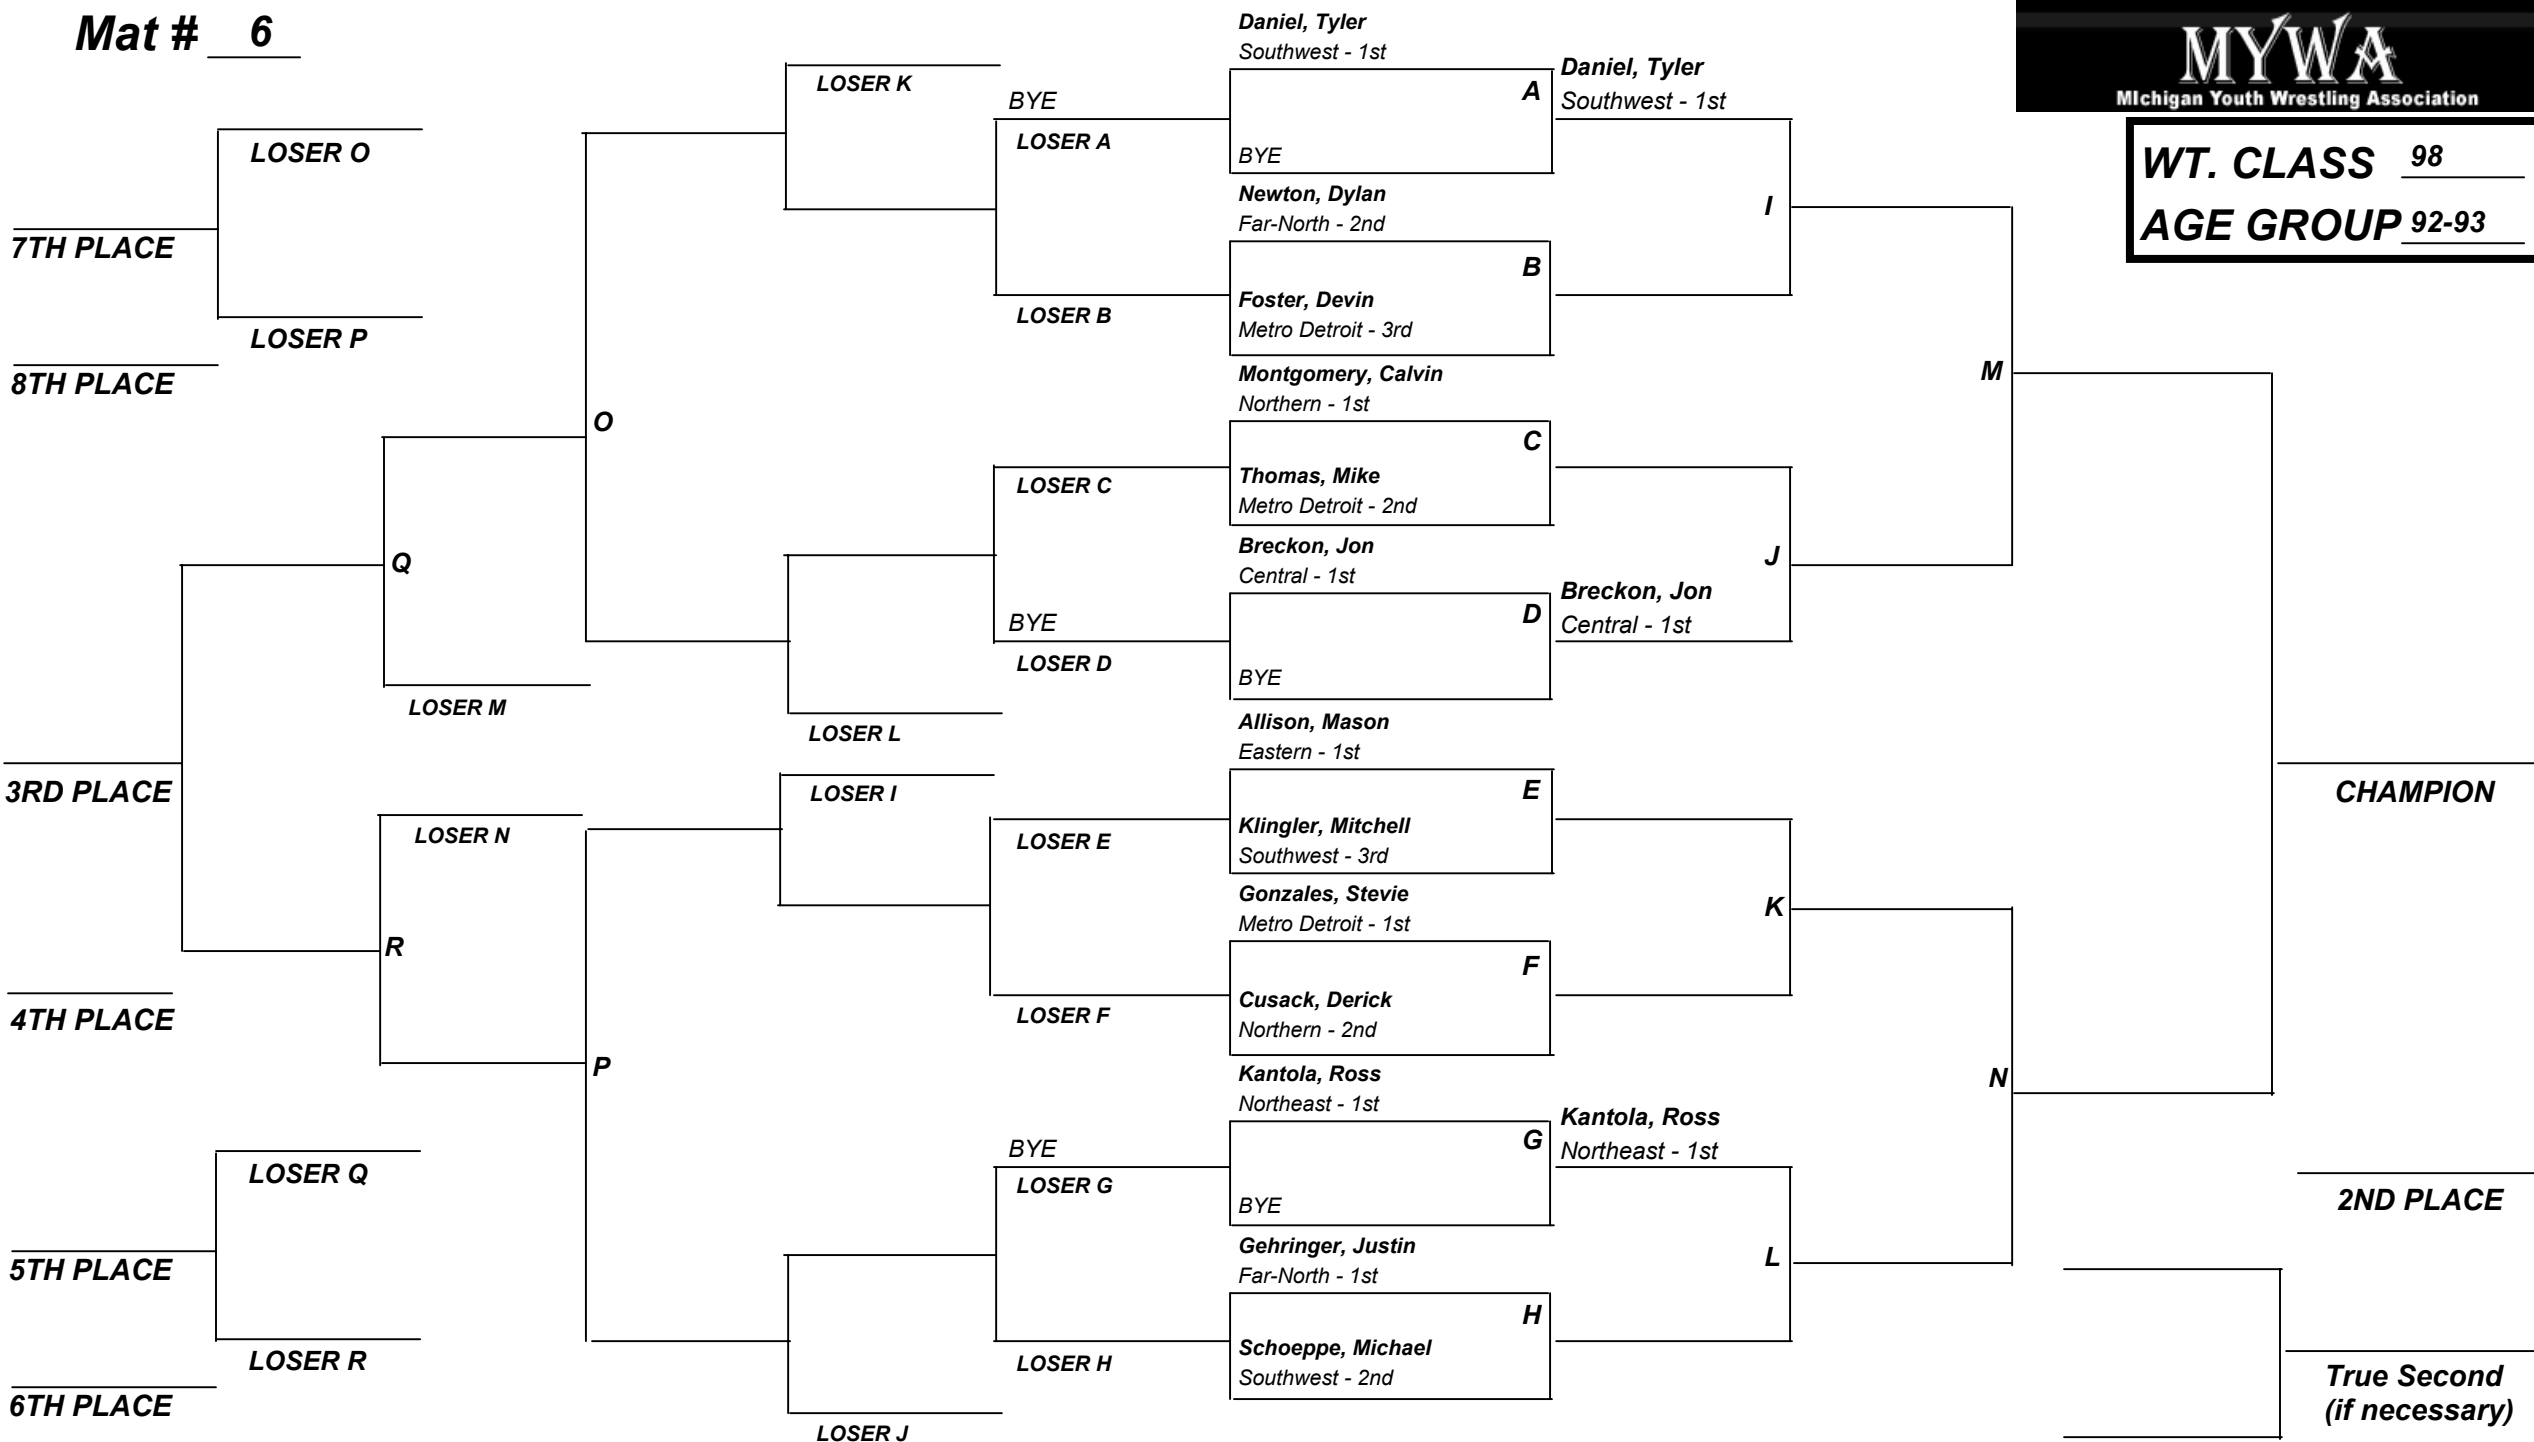 Mat # 6
MYWA
MIchigan Youth Wrestling Association
WT. CLASS 98
AGE GROUP 92-93
LOSER O
7TH PLACE
LOSER P
8TH PLACE
Q
LOSER M
3RD PLACE
LOSER N
R
4TH PLACE
LOSER Q
5TH PLACE
LOSER R
6TH PLACE
O
P
LOSER K
LOSER L
LOSER I
LOSER J
BYE
LOSER A
LOSER B
LOSER C
BYE
LOSER D
LOSER E
LOSER F
BYE
LOSER G
LOSER H
Daniel, Tyler
Southwest - 1st
A
BYE
Newton, Dylan
Far-North - 2nd
B
Foster, Devin
Metro Detroit - 3rd
Montgomery, Calvin
Northern - 1st
C
Thomas, Mike
Metro Detroit - 2nd
Breckon, Jon
Central - 1st
D
BYE
Allison, Mason
Eastern - 1st
E
Klingler, Mitchell
Southwest - 3rd
Gonzales, Stevie
Metro Detroit - 1st
F
Cusack, Derick
Northern - 2nd
Kantola, Ross
Northeast - 1st
G
BYE
Gehringer, Justin
Far-North - 1st
H
Schoeppe, Michael
Southwest - 2nd
Daniel, Tyler
Southwest - 1st
I
J
Breckon, Jon
Central - 1st
K
Kantola, Ross
Northeast - 1st
L
M
N
CHAMPION
2ND PLACE
True Second
(if necessary)